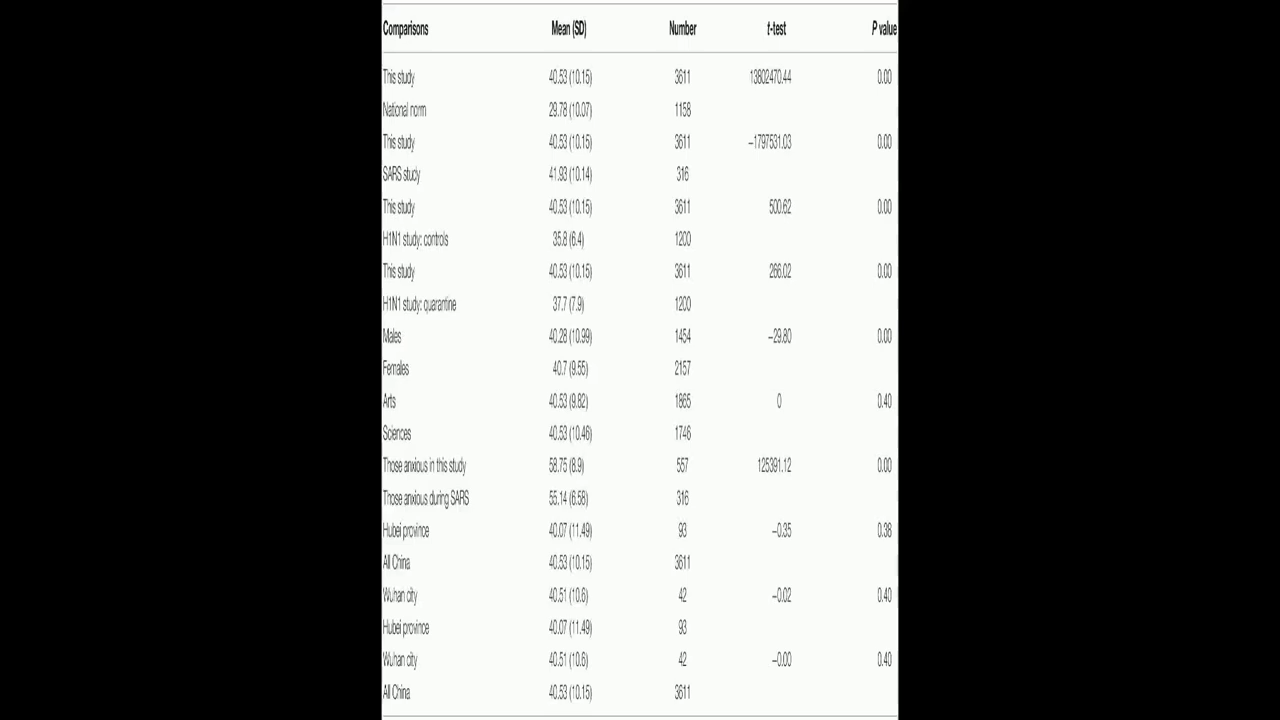 Comparisons Mean (SD) Number t-test P value
This study 40.53 (10.15) 3611 13802470.44 0.00
National norm 29.78 (10.07) 1158
This study 40.53 (10.15) 3611 −1797531.03 0.00
SARS study 41.93 (10.14) 316
This study 40.53 (10.15) 3611 500.62 0.00
H1N1 study: controls 35.8 (6.4) 1200
This study 40.53 (10.15) 3611 266.02 0.00
H1N1 study: quarantine 37.7 (7.9) 1200
Males 40.28 (10.99) 1454 −29.80 0.00
Females 40.7 (9.55) 2157
Arts 40.53 (9.82) 1865 0 0.40
Sciences 40.53 (10.46) 1746
Those anxious in this study 58.75 (8.9) 557 125391.12 0.00
Those anxious during SARS 55.14 (6.58) 316
Hubei province 40.07 (11.49) 93 −0.35 0.38
All China 40.53 (10.15) 3611
Wuhan city 40.51 (10.6) 42 −0.02 0.40
Hubei province 40.07 (11.49) 93
Wuhan city 40.51 (10.6) 42 −0.00 0.40
All China 40.53 (10.15) 3611